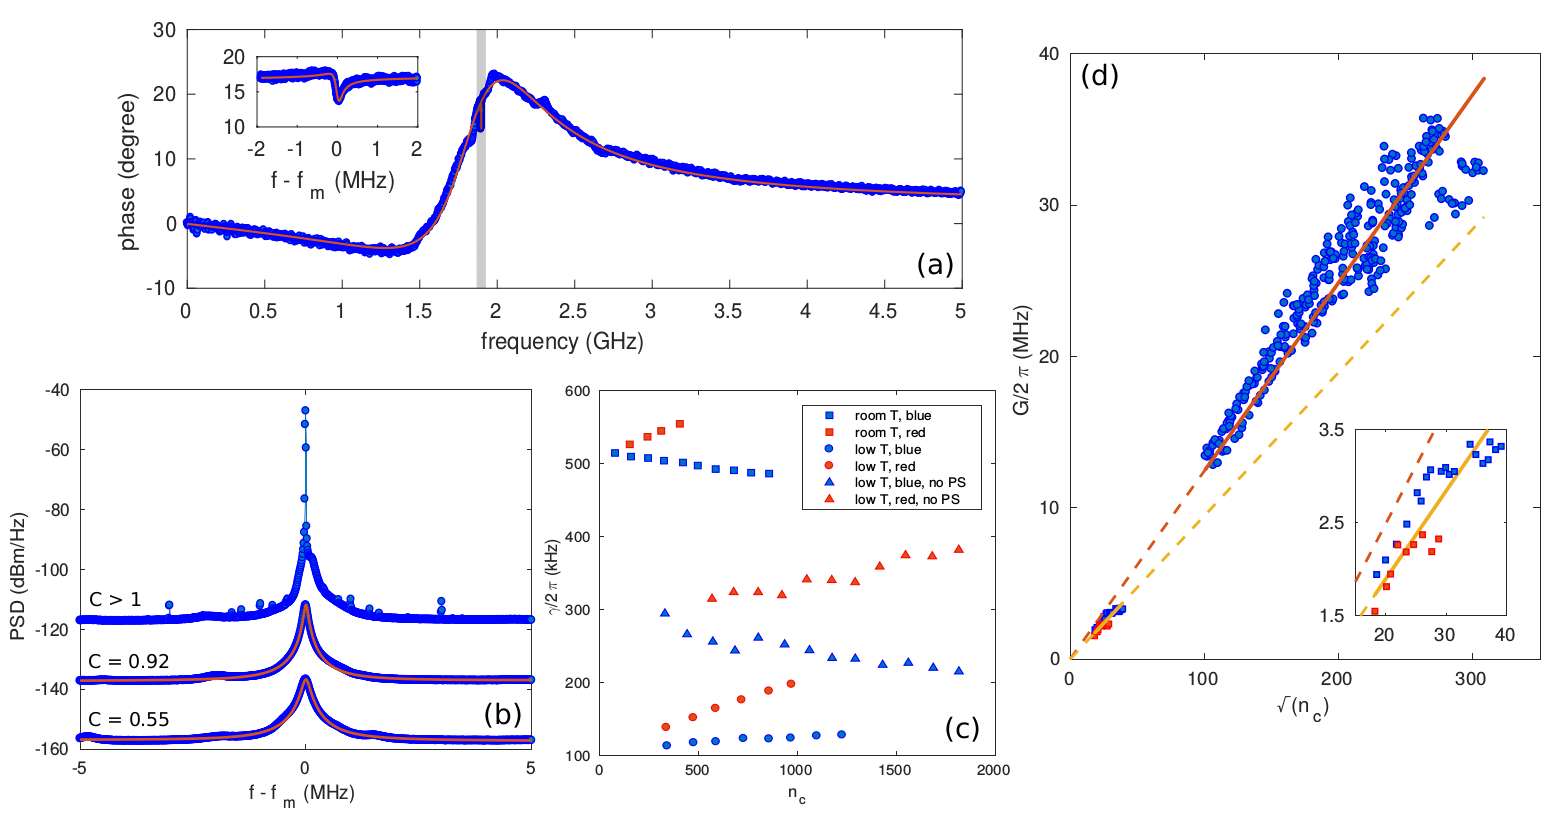 30
20
10
0
-10
phase (degree)
20
15
10
-2 -1 0 1 2
f - f m (MHz)
(a)
0 0.5 1 1.5 2 2.5 3 3.5 4 4.5 5
frequency (GHz)
-40
-60
-80
-100
-120
-140
-160
PSD (dBm/Hz)
C > 1
C = 0.92
C = 0.55
(b)
-5 0 5
f - f m (MHz)
600
500
400
300
200
100
γ/2π (kHz)
room T, blue
room T, red
low T, blue
low T, red
low T, blue, no PS
low T, red, no PS
(c)
0 500 1000 1500 2000
n c
(d)
40
30
20
10
0
G/2π (MHz)
3.5
2.5
1.5
20 30 40
0 100 200 300
√(n c)